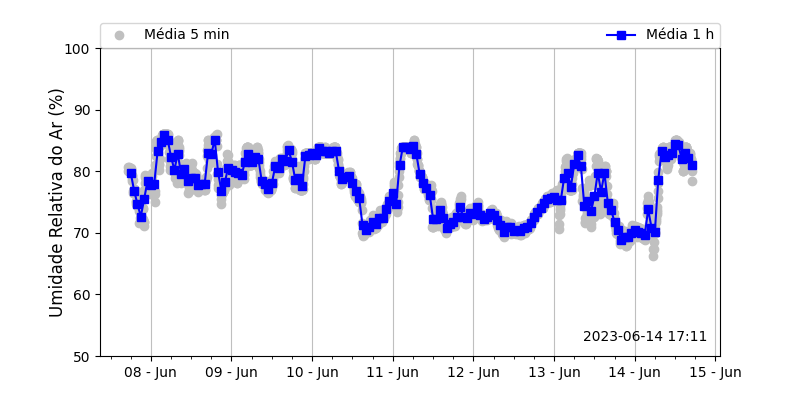 Média 5 min
Média 1 h
Umidade Relativa do Ar (%)
100
90
80
70
60
50
2023-06-14 17:11
08 - Jun
09 - Jun
10 - Jun
11 - Jun
12 - Jun
13 - Jun
14 - Jun
15 - Jun